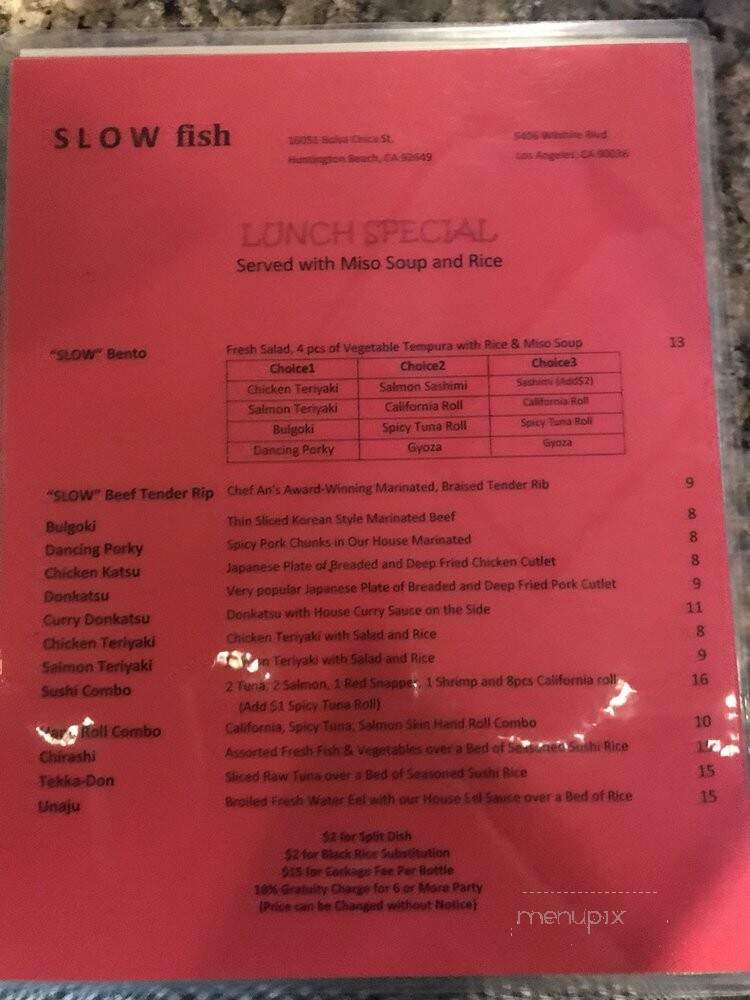 SLOW fish
16051 Bolsa Chica St,
Huntington Beach, CA 92649
5406 Wilshire Blvd
Los Angeles, CA 90036
LUNCH SPECIAL
Served with Miso Soup and Rice
"SLOW" Bento Fresh Salad, 4 pcs of Vegetable Tempura with Rice & Miso Soup 13
Choice1 Choice2 Choice3
Chicken Teriyaki Salmon Sashimi Sashimi (Add$2)
Salmon Teriyaki California Roll California Roll
Bulgoki Spicy Tuna Roll Spicy Tuna Roll
Dancing Porky Gyoza Gyoza
"SLOW" Beef Tender Rip Chef An's Award-Winning Marinated, Braised Tender Rib 9
Bulgoki Thin Sliced Korean Style Marinated Beef 8
Dancing Porky Spicy Pork Chunks in Our House Marinated 8
Chicken Katsu Japanese Plate of Breaded and Deep Fried Chicken Cutlet 8
Donkatsu Very popular Japanese Plate of Breaded and Deep Fried Pork Cutlet 9
Curry Donkatsu Donkatsu with House Curry Sauce on the Side 11
Chicken Teriyaki Chicken Teriyaki with Salad and Rice 8
Salmon Teriyaki Teriyaki with Salad and Rice 9
Sushi Combo 2 Tuna, 2 Salmon, 1 Red Snapper, 1 Shrimp and 8pcs California roll 16
(Add $1 Spicy Tuna Roll)
Roll Combo California, Spicy Tuna, Salmon Skin Hand Roll Combo 10
Chirashi Assorted Fresh Fish & Vegetables over a Bed of Seasoned Sushi Rice
Tekka-Don Sliced Raw Tuna over a Bed of Seasoned Sushi Rice 15
Unaju Broiled Fresh Water Eel with our House Eel Sauce over a Bed of Rice 15
$2 for Split Dish
$2 for Black Rice Substitution
$15 for Corkage Fee Per Bottle
18% Gratuity Charge for 6 or More Party
(Price can be Changed without Notice)
menupix